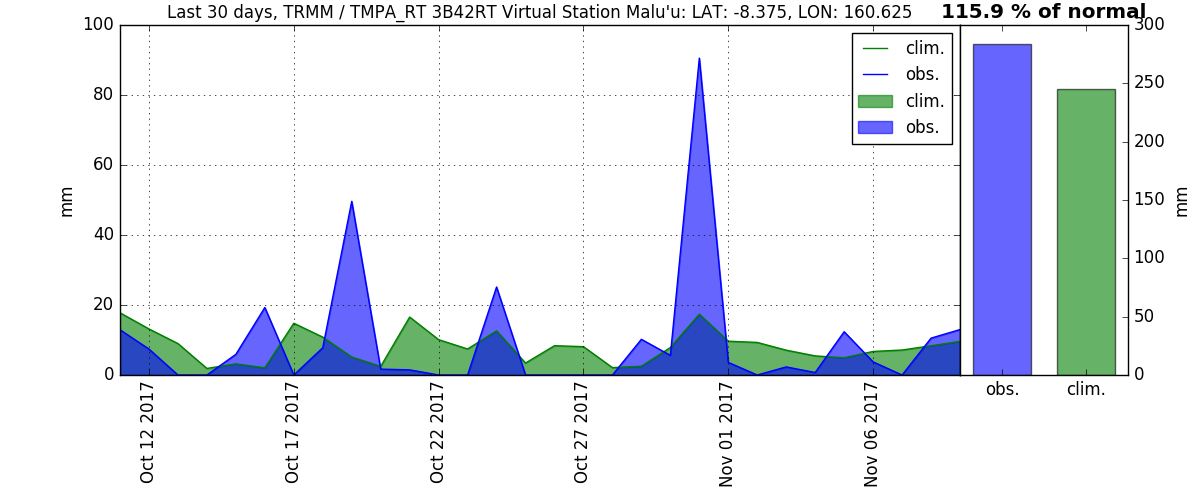 Last 30 days, TRMM / TMPA_RT 3B42RT Virtual Station Malu'u: LAT: -8.375, LON: 160.625
115.9 % of normal
100
80
60
40
20
0
mm
clim.
obs.
clim.
obs.
Oct 12 2017
Oct 17 2017
Oct 22 2017
Oct 27 2017
Nov 01 2017
Nov 06 2017
300
250
200
150
100
50
0
mm
obs.
clim.